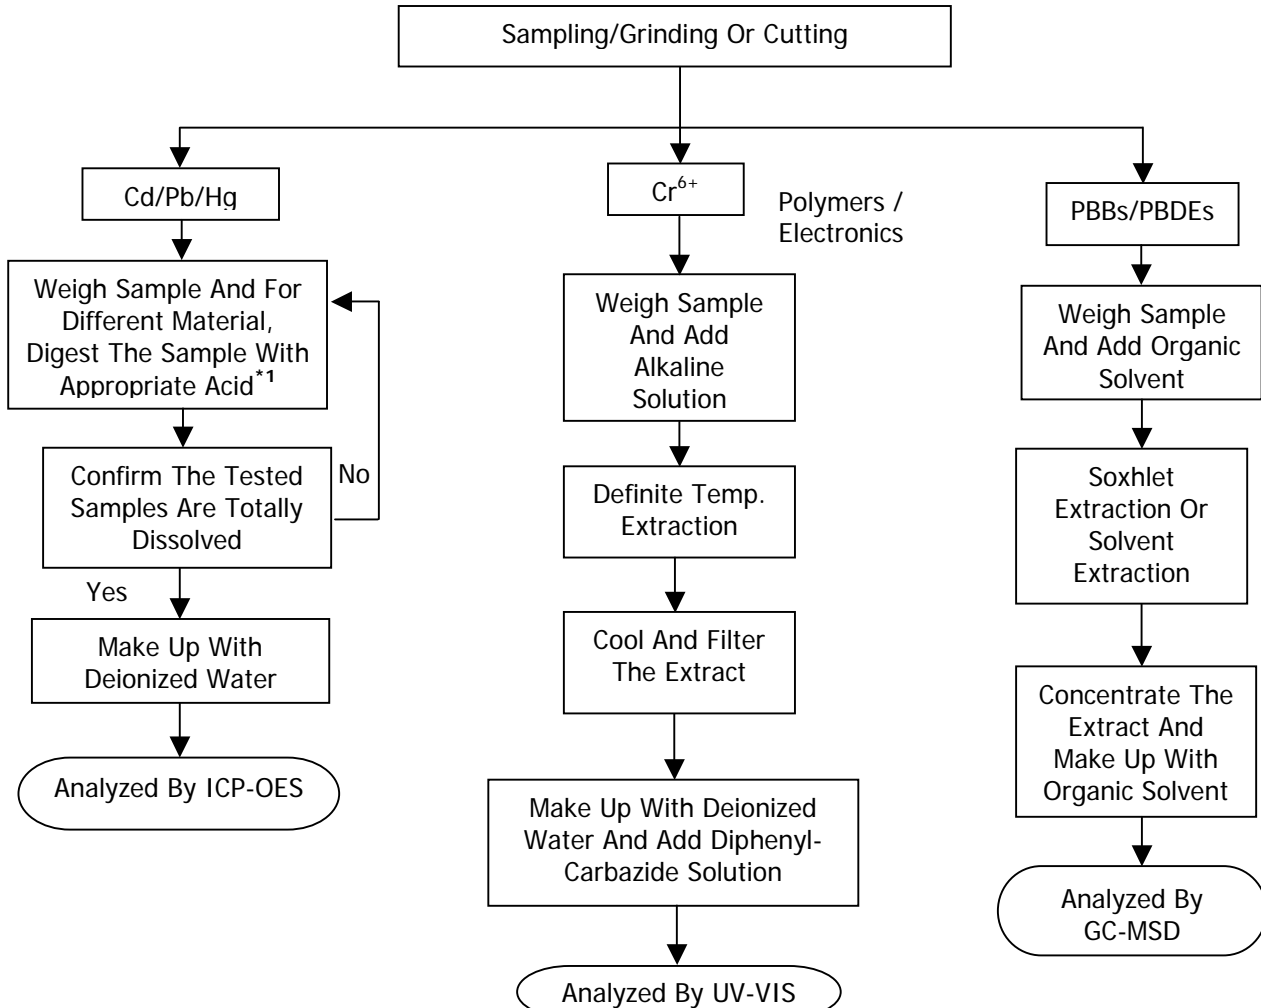 Sampling/Grinding Or Cutting
Cd/Pb/Hg
Weigh Sample And For
Different Material,
Digest The Sample With
Appropriate Acid*1
Confirm The Tested
Samples Are Totally
Dissolved
No
Yes
Make Up With
Deionized Water
Analyzed By ICP-OES
Cr6+
Polymers /
Electronics
Weigh Sample
And Add
Alkaline
Solution
Definite Temp.
Extraction
Cool And Filter
The Extract
Make Up With Deionized
Water And Add Diphenyl-
Carbazide Solution
Analyzed By UV-VIS
PBBs/PBDEs
Weigh Sample
And Add Organic
Solvent
Soxhlet
Extraction Or
Solvent
Extraction
Concentrate The
Extract And
Make Up With
Organic Solvent
Analyzed By
GC-MSD